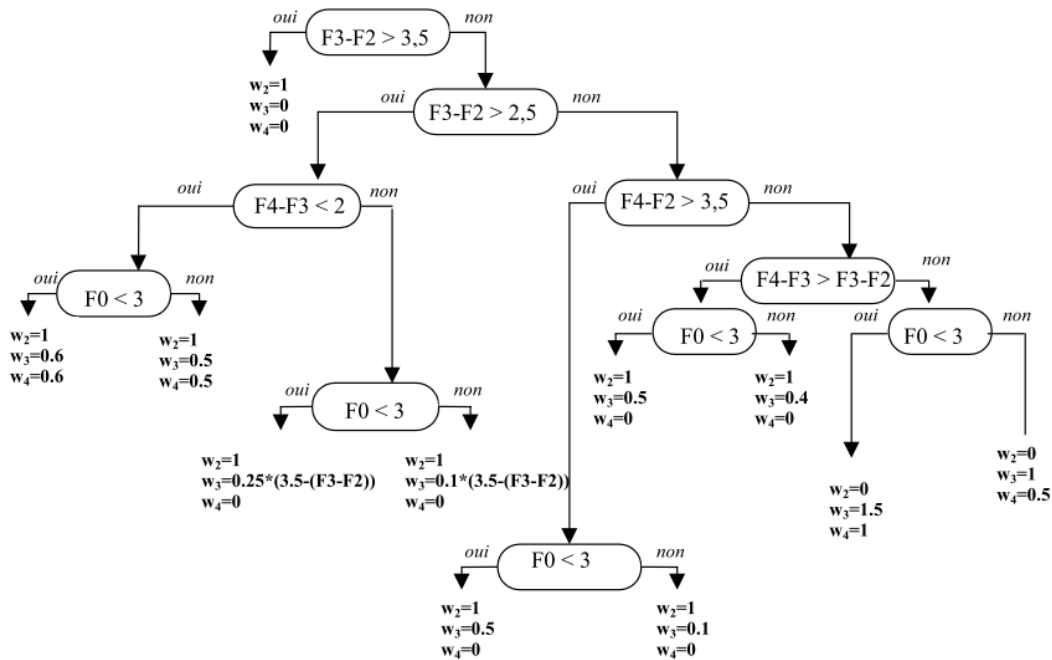 oui
F3-F2 > 3,5
non
w₂=1
w₃=0
w₄=0
oui
F3-F2 > 2,5
non
oui
F4-F3 < 2
non
oui
F4-F2 > 3,5
non
oui
F0 < 3
non
w₂=1
w₃=0.6
w₄=0.6
w₂=1
w₃=0.5
w₄=0.5
oui
F4-F3 > F3-F2
non
oui
F0 < 3
non
oui
F0 < 3
non
w₂=1
w₃=0.5
w₄=0
w₂=1
w₃=0.4
w₄=0
oui
F0 < 3
non
w₂=1
w₃=0.25*(3.5-(F3-F2))
w₄=0
w₂=1
w₃=0.1*(3.5-(F3-F2))
w₄=0
w₂=0
w₃=1.5
w₄=1
w₂=0
w₃=1
w₄=0.5
oui
F0 < 3
non
w₂=1
w₃=0.5
w₄=0
w₂=1
w₃=0.1
w₄=0